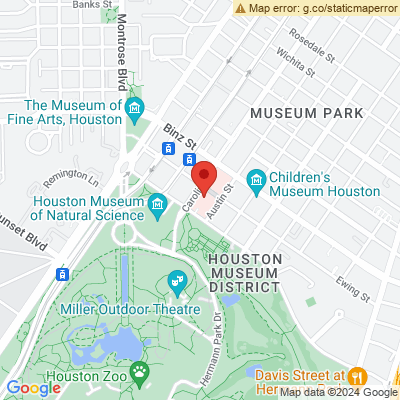 Map error: g.co/staticmaperror
Banks St
Montrose Blvd
Rosedale St
Wichita St
The Museum of
Fine Arts, Houston
MUSEUM PARK
Binz St
Remington Ln
Children's
Museum Houston
Houston Museum
of Natural Science
Caroli
Austin St
unset Blvd
HOUSTON
MUSEUM
DISTRICT
Ewing St
Miller Outdoor Theatre
Hermann Park Dr
Houston Zoo
Davis Street at
Her
Google
Map data ©2024 Google